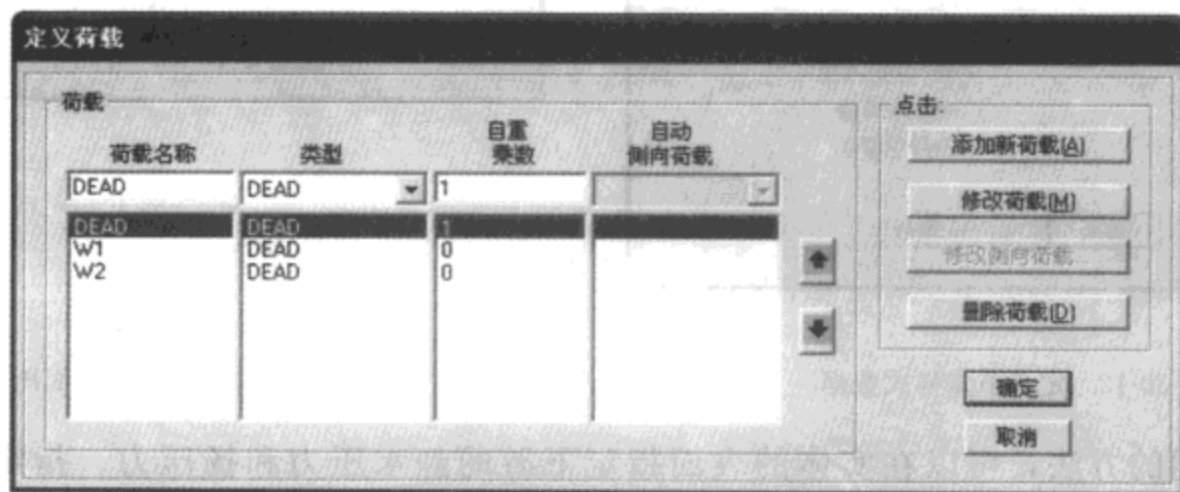 定义荷载
荷载
荷载名称 类型 自重乘数 自动侧向荷载
DEAD DEAD 1
DEAD DEAD 1
W1 DEAD 0
W2 DEAD 0
点击:
添加新荷载(A)
修改荷载(M)
修改侧向荷载...
删除荷载(D)
确定
取消